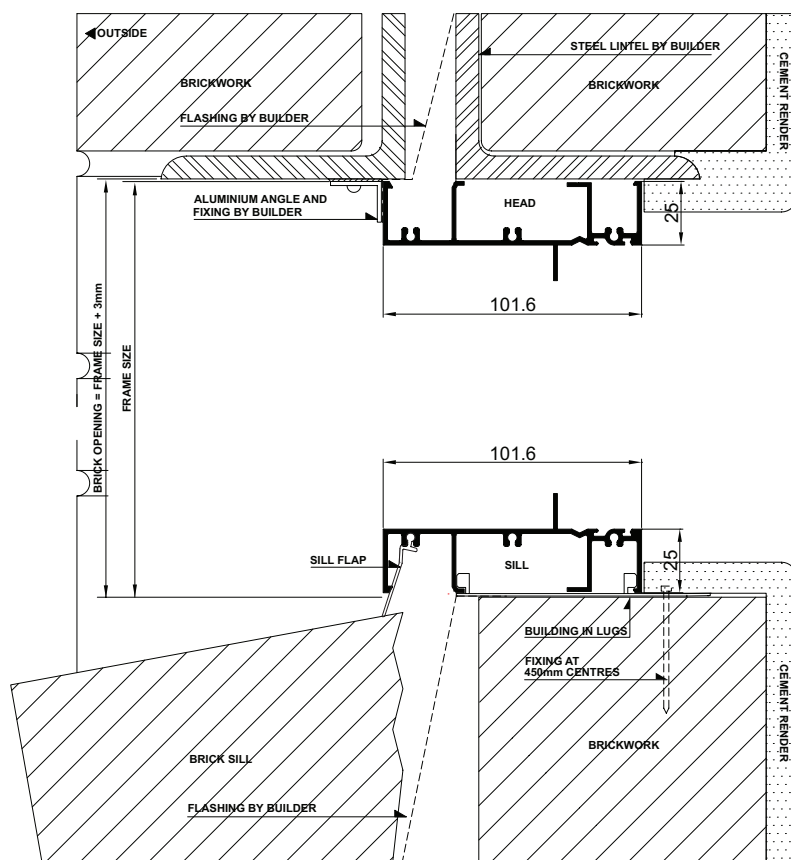 OUTSIDE
STEEL LINTEL BY BUILDER
BRICKWORK
BRICKWORK
CEMENT RENDER
FLASHING BY BUILDER
ALUMINIUM ANGLE AND
FIXING BY BUILDER
HEAD
25
101.6
BRICK OPENING = FRAME SIZE + 3mm
FRAME SIZE
101.6
SILL FLAP
SILL
25
BUILDING IN LUGS
FIXING AT
450mm CENTRES
CEMENT RENDER
BRICKWORK
BRICK SILL
FLASHING BY BUILDER